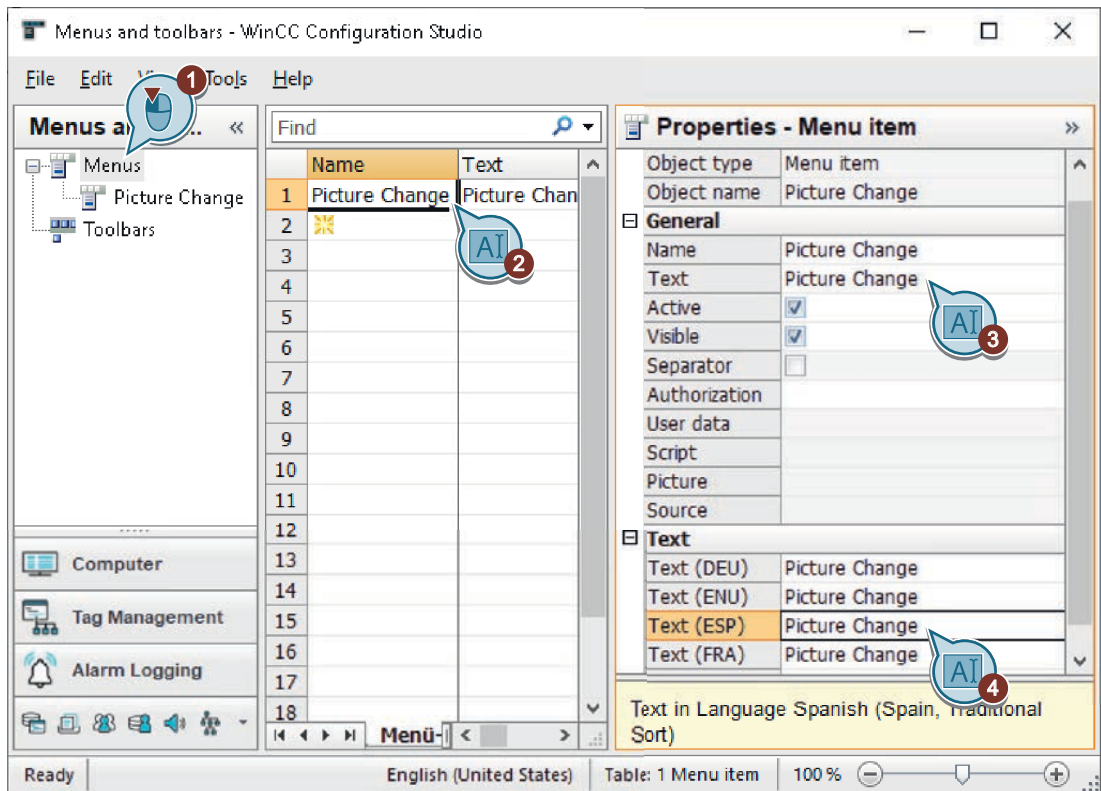 Menus and toolbars - WinCC Configuration Studio
File Edit Tools Help
1
Menus «
Menus
Picture Change
Toolbars
Computer
Tag Management
Alarm Logging
Find
Name Text
1 Picture Change Picture Chan
2
3
4
5
6
7
8
9
10
11
12
13
14
15
16
17
18
AI 2
Menü-
Properties - Menu item »
Object type Menu item
Object name Picture Change
General
Name Picture Change
Text Picture Change
Active
Visible
Separator
Authorization
User data
Script
Picture
Source
AI 3
Text
Text (DEU) Picture Change
Text (ENU) Picture Change
Text (ESP) Picture Change
Text (FRA) Picture Change
AI 4
Text in Language Spanish (Spain, Traditional
Sort)
Ready English (United States) Table: 1 Menu item 100 %